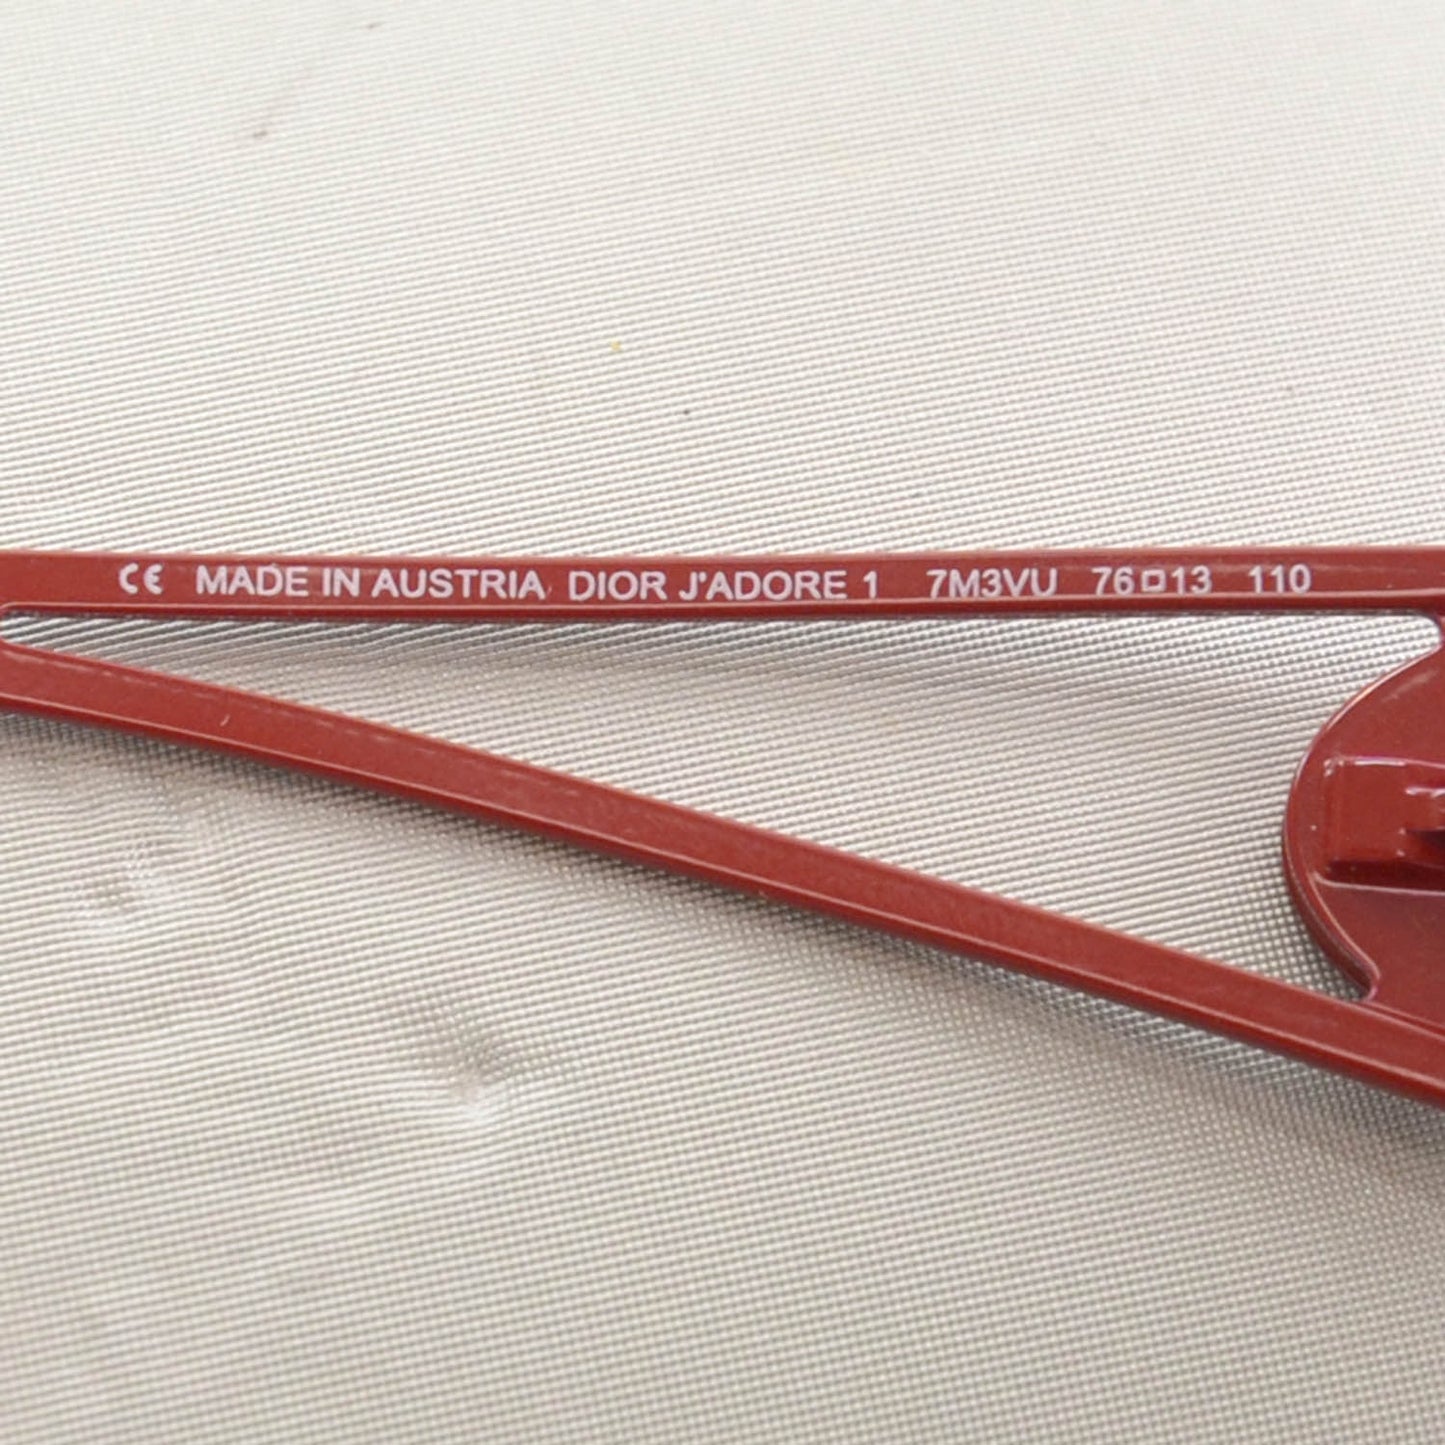 CE MADE IN AUSTRIA DIOR J'ADORE 1 7M3VU 76□13 110